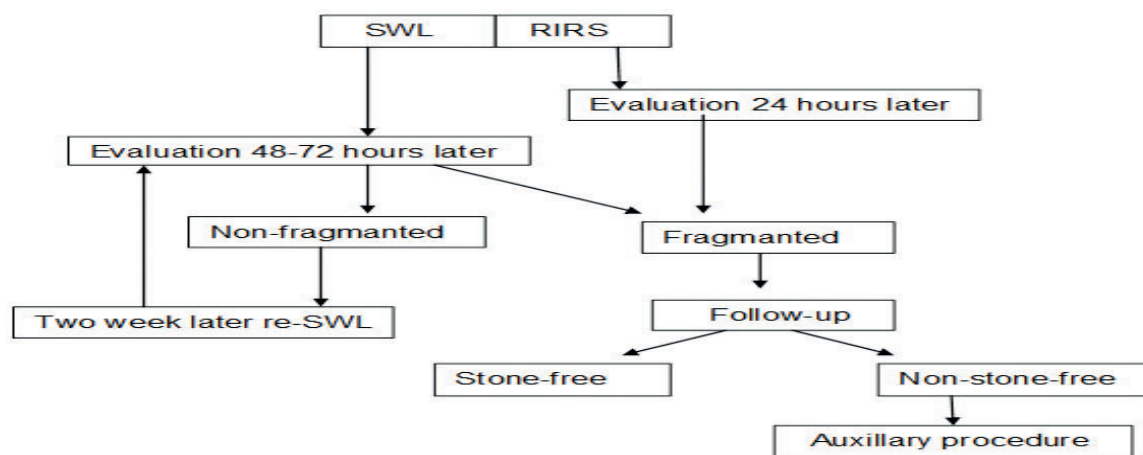 SWL
RIRS
Evaluation 24 hours later
Evaluation 48-72 hours later
Non-fragmanted
Fragmanted
Two week later re-SWL
Follow-up
Stone-free
Non-stone-free
Auxillary procedure